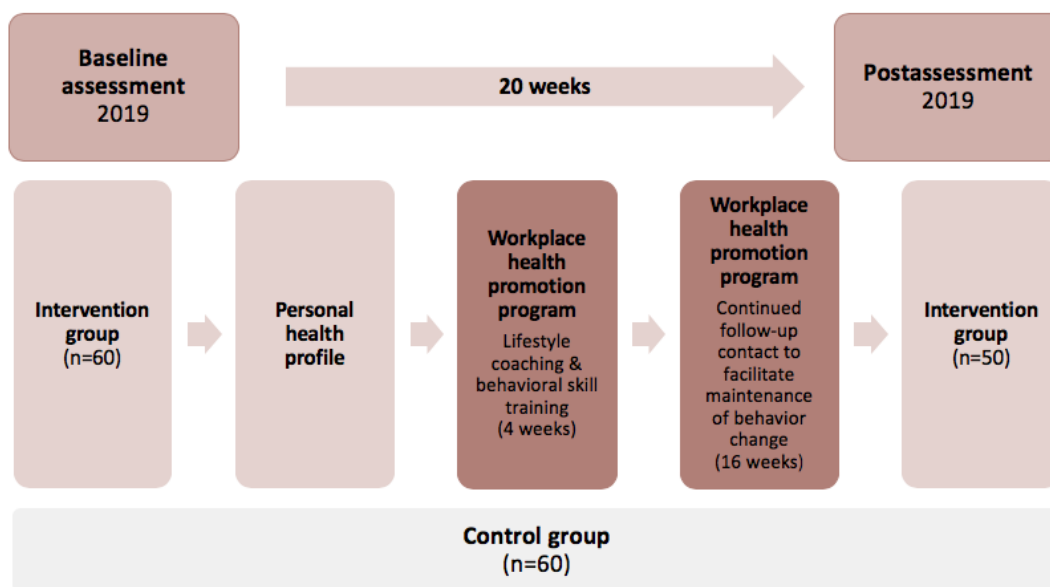 Baseline
assessment
2019
20 weeks
Postassessment
2019
Intervention
group
(n=60)
Personal
health
profile
Workplace
health
promotion
program
Lifestyle
coaching &
behavioral skill
training
(4 weeks)
Workplace
health
promotion
program
Continued
follow-up
contact to
facilitate
maintenance
of behavior
change
(16 weeks)
Intervention
group
(n=50)
Control group
(n=60)